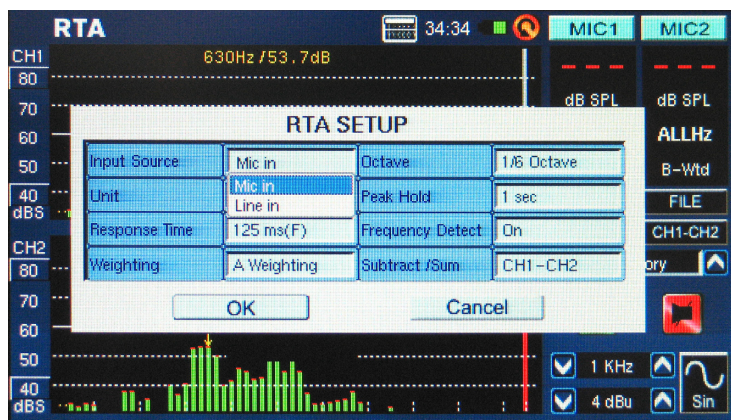 RTA
34:34
MIC1
MIC2
CH1
630Hz/53.7dB
80
70
60
50
40
dBS
dB SPL
dB SPL
ALLHz
B-Wtd
FILE
CH1-CH2
RTA SETUP
Input Source
Mic in
Octave
1/6 Octave
Unit
Mic in
Line in
Peak Hold
1 sec
Response Time
125 ms(F)
Frequency Detect
On
Weighting
A Weighting
Subtract /Sum
CH1-CH2
OK
Cancel
CH2
80
70
60
50
40
dBS
ory
1 KHz
4 dBu
Sin